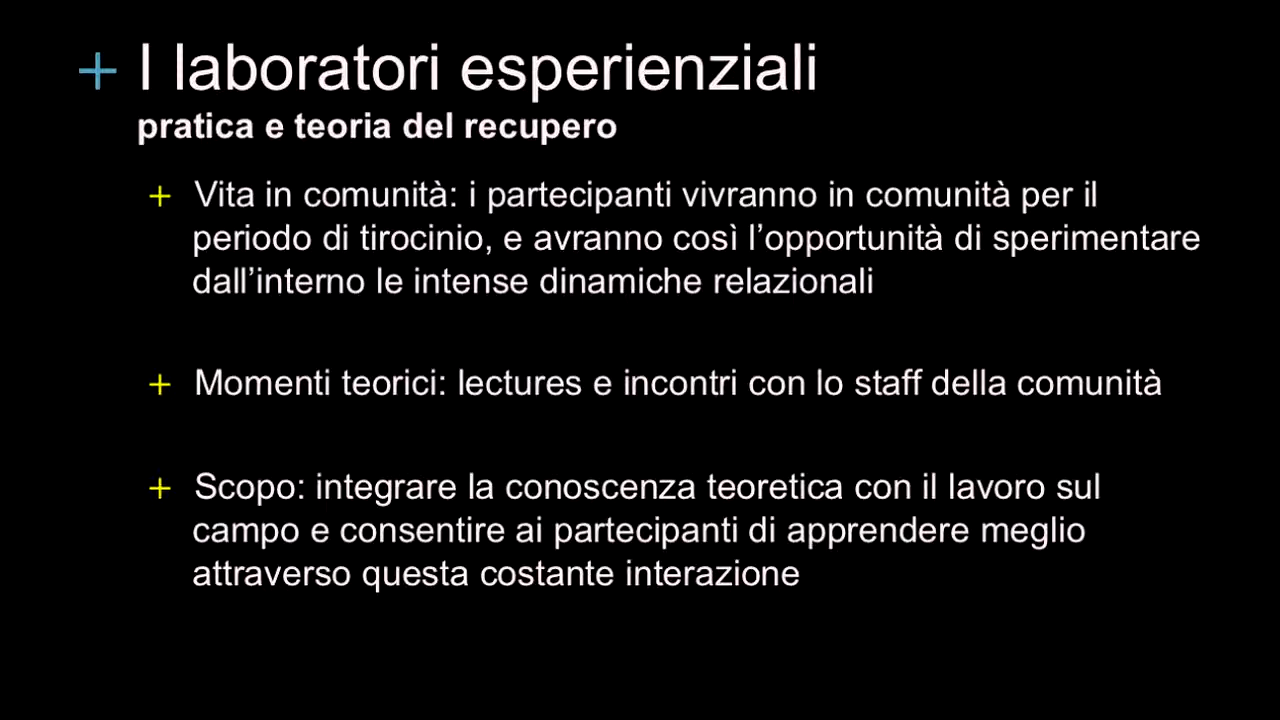 + I laboratori esperienziali
pratica e teoria del recupero
+ Vita in comunità: i partecipanti vivranno in comunità per il
periodo di tirocinio, e avranno così l’opportunità di sperimentare
dall’interno le intense dinamiche relazionali
+ Momenti teorici: lectures e incontri con lo staff della comunità
+ Scopo: integrare la conoscenza teoretica con il lavoro sul
campo e consentire ai partecipanti di apprendere meglio
attraverso questa costante interazione